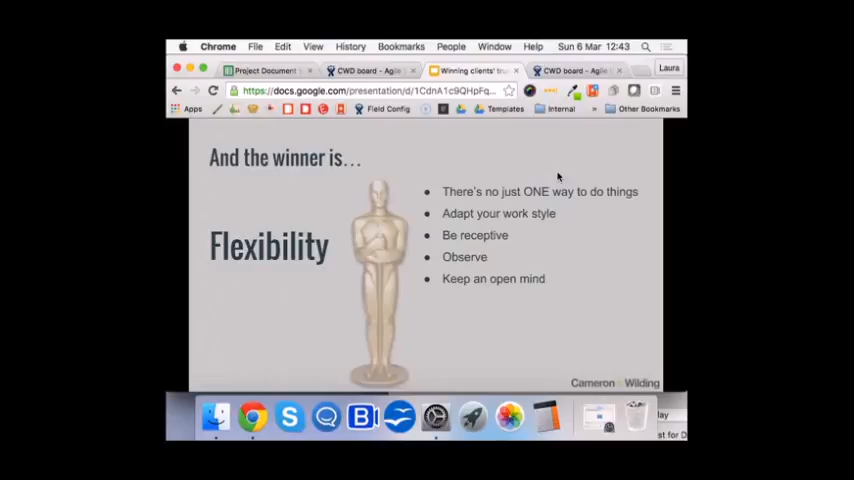 Chrome File Edit View History Bookmarks People Window Help Sun 6 Mar 12:43
Project Document
CWD board - Agile
Winning clients' tru
CWD board - Agile
Laura
https://docs.google.com/presentation/d/1CdnA1c9QHpFq...
Apps
Field Config
Templates
Internal
» Other Bookmarks
And the winner is...
Flexibility
● There's no just ONE way to do things
● Adapt your work style
● Be receptive
● Observe
● Keep an open mind
Cameron Wilding
lay
st for D